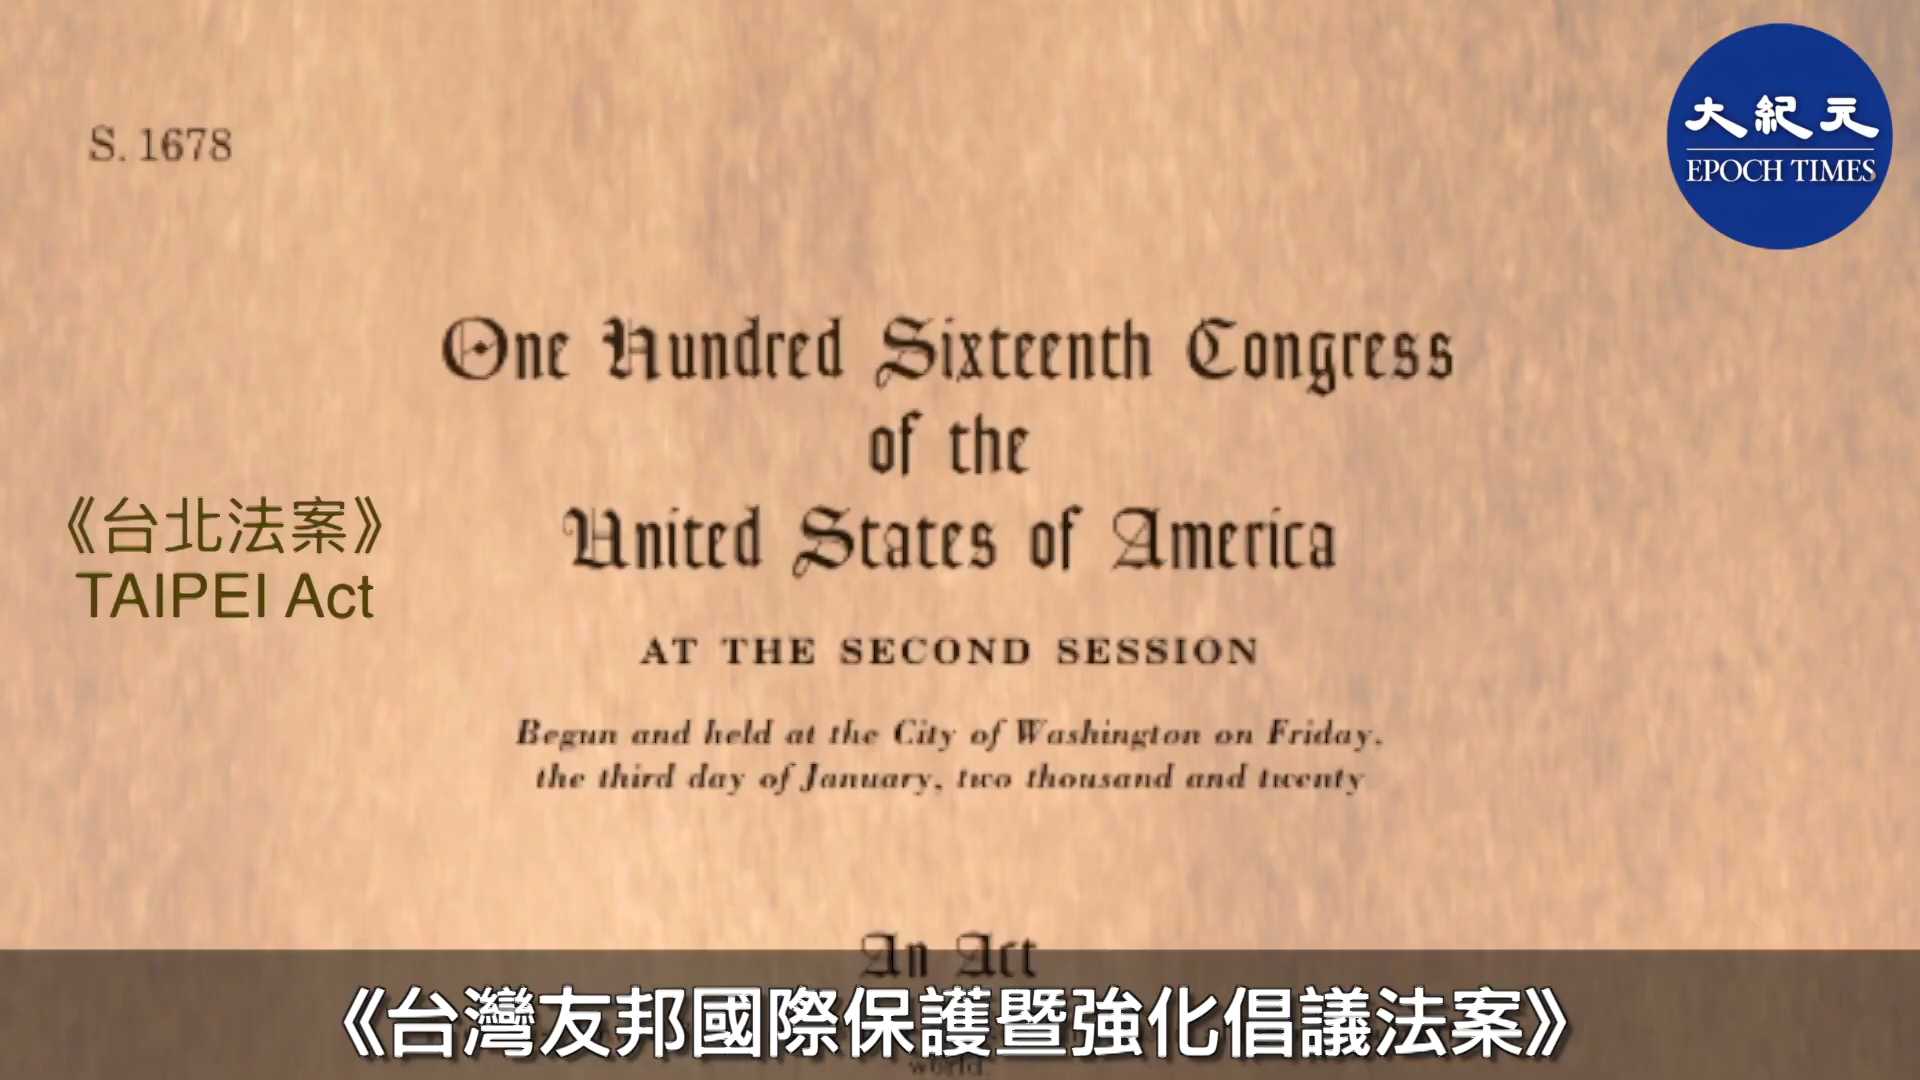 S. 1678
大紀元
EPOCH TIMES
One Hundred Sixteenth Congress
of the
United States of America
《台北法案》
TAIPEI Act
AT THE SECOND SESSION
Begun and held at the City of Washington on Friday,
the third day of January, two thousand and twenty
An Act
《台灣友邦國際保護暨強化倡議法案》
world.